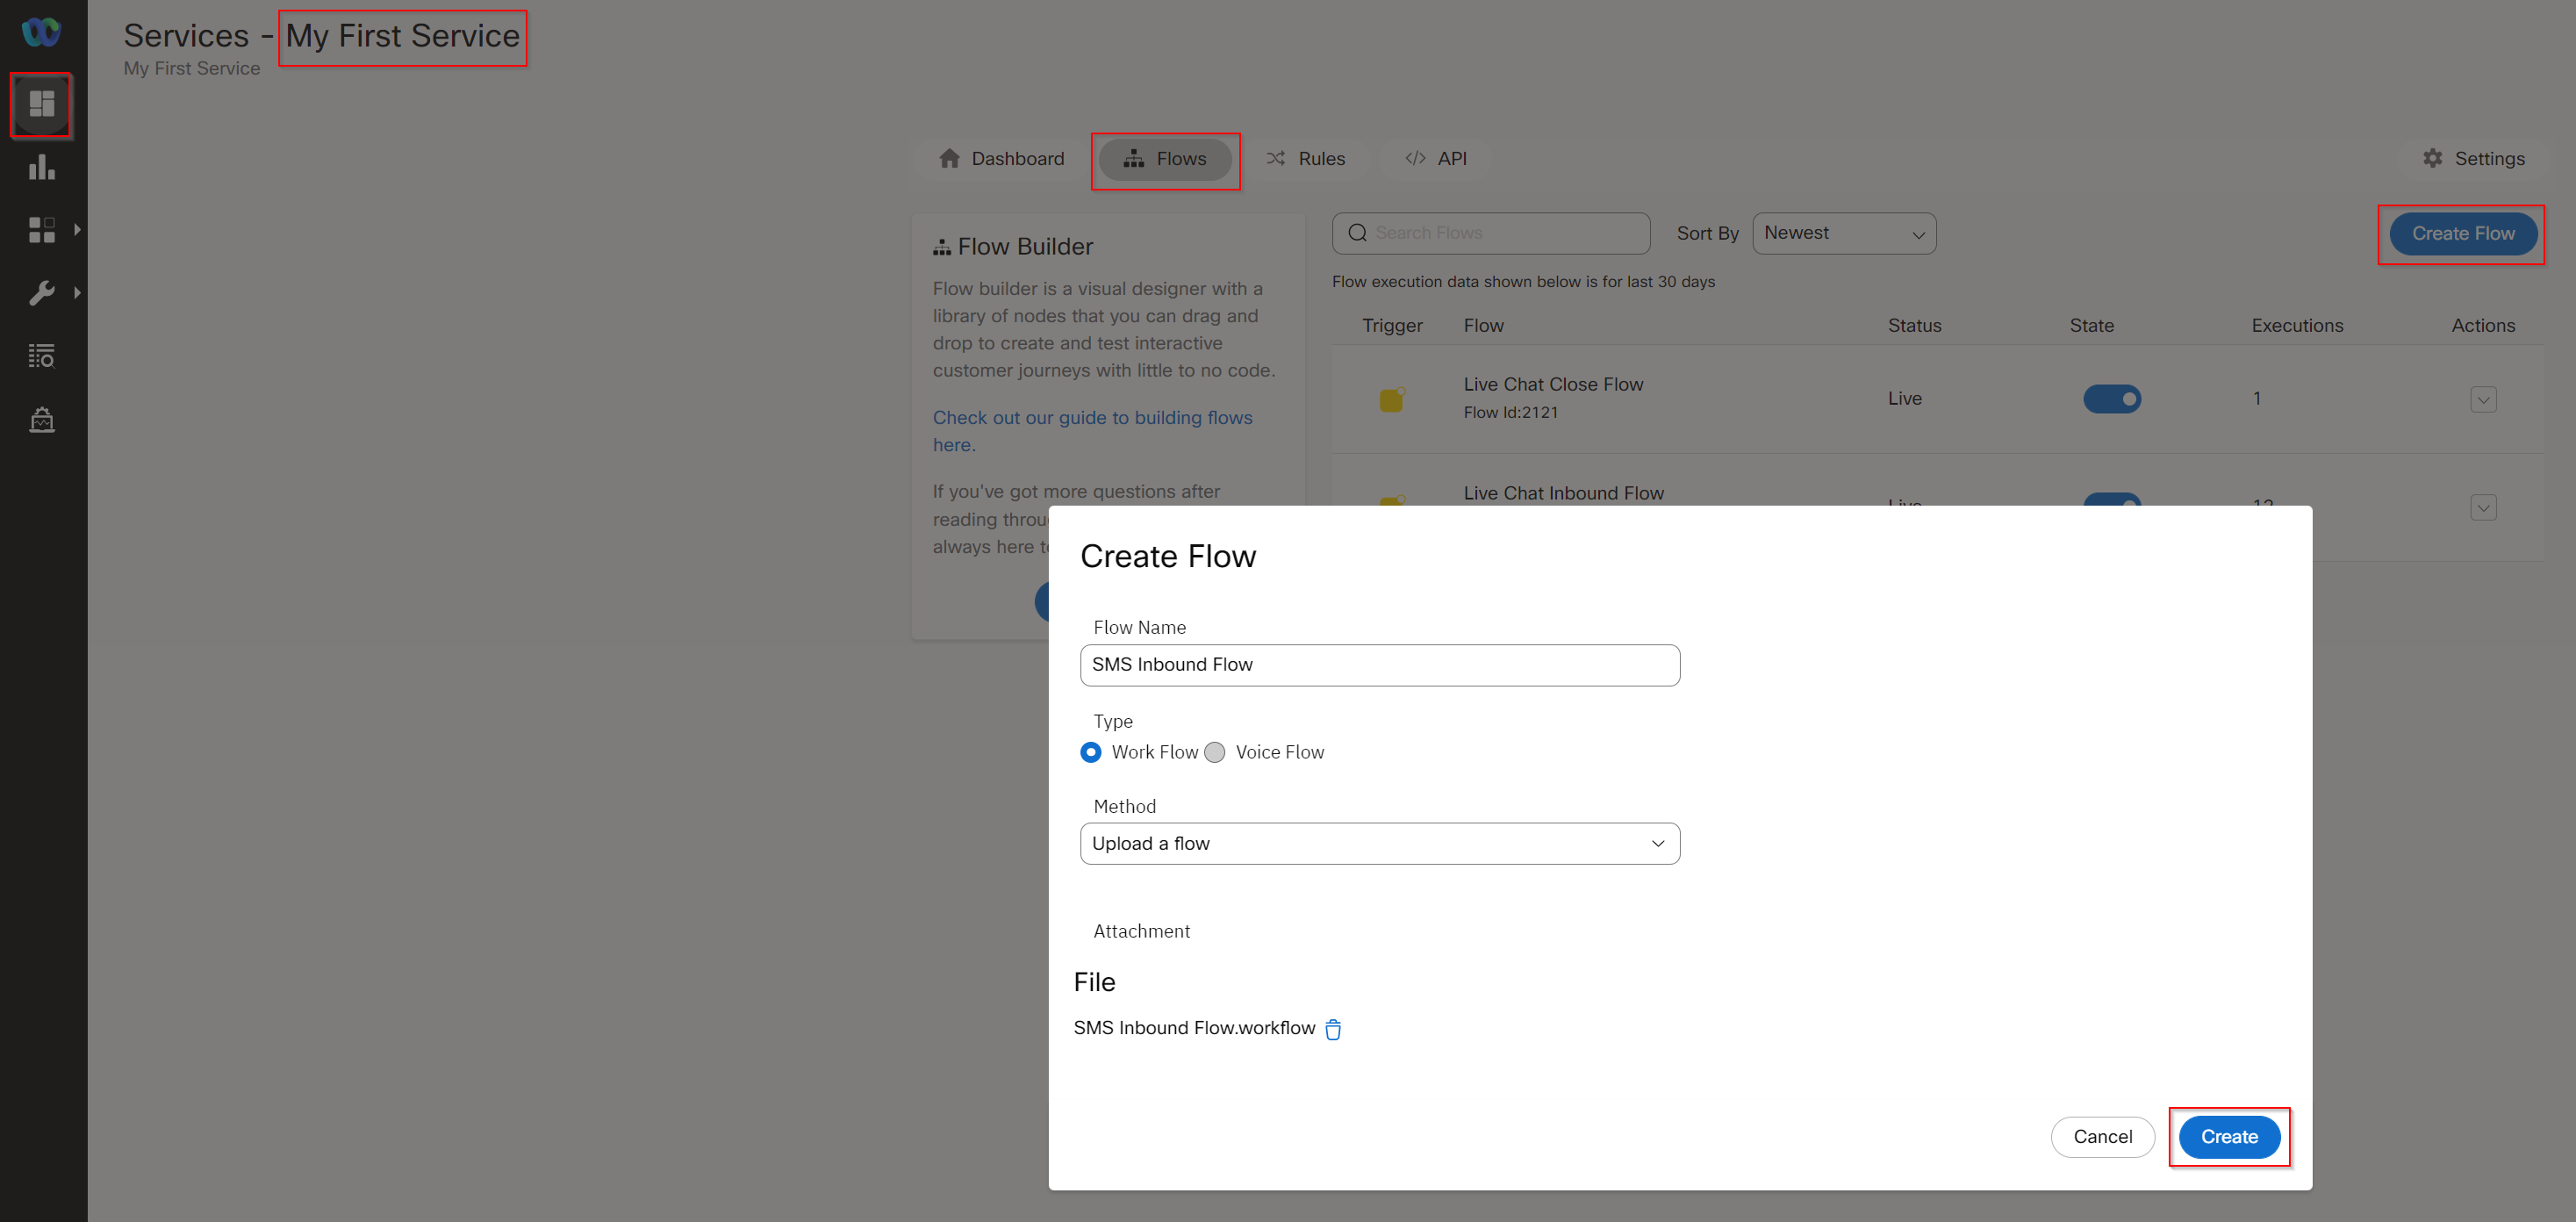 Services - My First Service
My First Service
Dashboard
Flows
Rules
API
Settings
Flow Builder
Flow builder is a visual designer with a
library of nodes that you can drag and
drop to create and test interactive
customer journeys with little to no code.
Check out our guide to building flows
here.
If you've got more questions after
reading
always here
Search Flows
Sort By
Newest
Create Flow
Flow execution data shown below is for last 30 days
Trigger Flow Status State Executions Actions
Live Chat Close Flow
Flow Id:2121
Live
1
Live Chat Inbound Flow
Live
Create Flow
Flow Name
SMS Inbound Flow
Type
Work Flow
Voice Flow
Method
Upload a flow
Attachment
File
SMS Inbound Flow.workflow
Cancel
Create